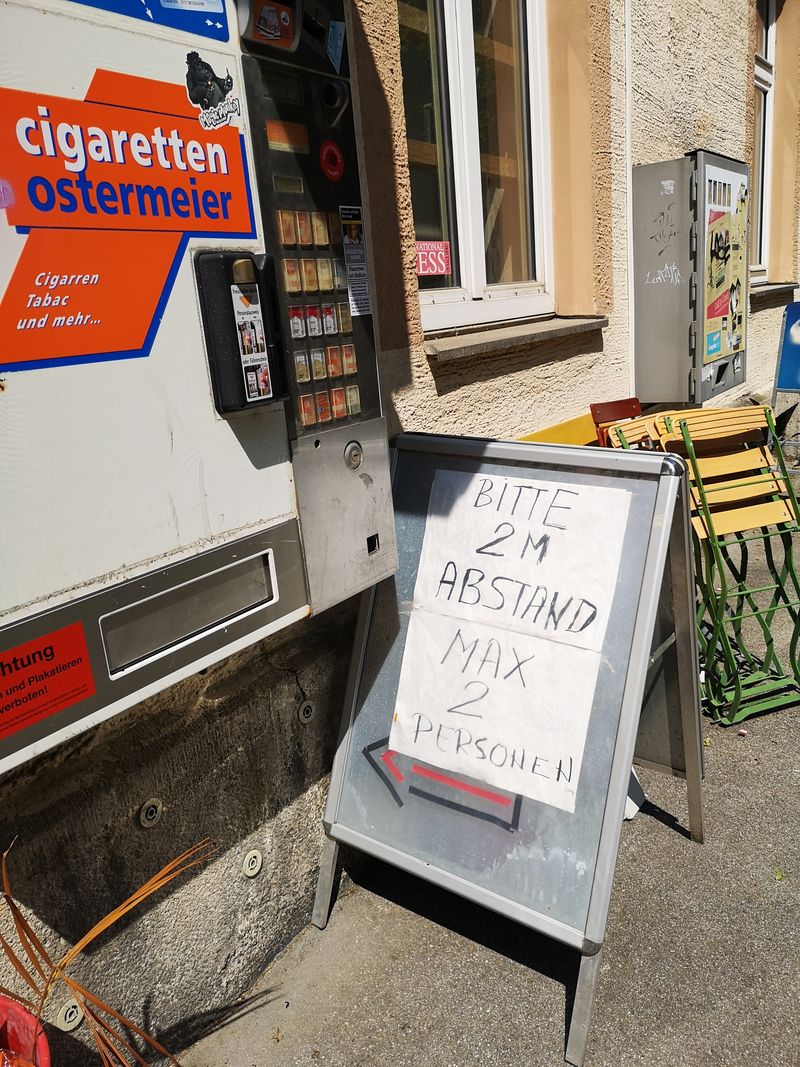 cigaretten
ostermeier
Cigarren
Tabac
und mehr...
NATIONAL
ESS
BITTE
2 M
ABSTAND
MAX
2
PERSONEN
htung
n und Plakatieren
verboten!